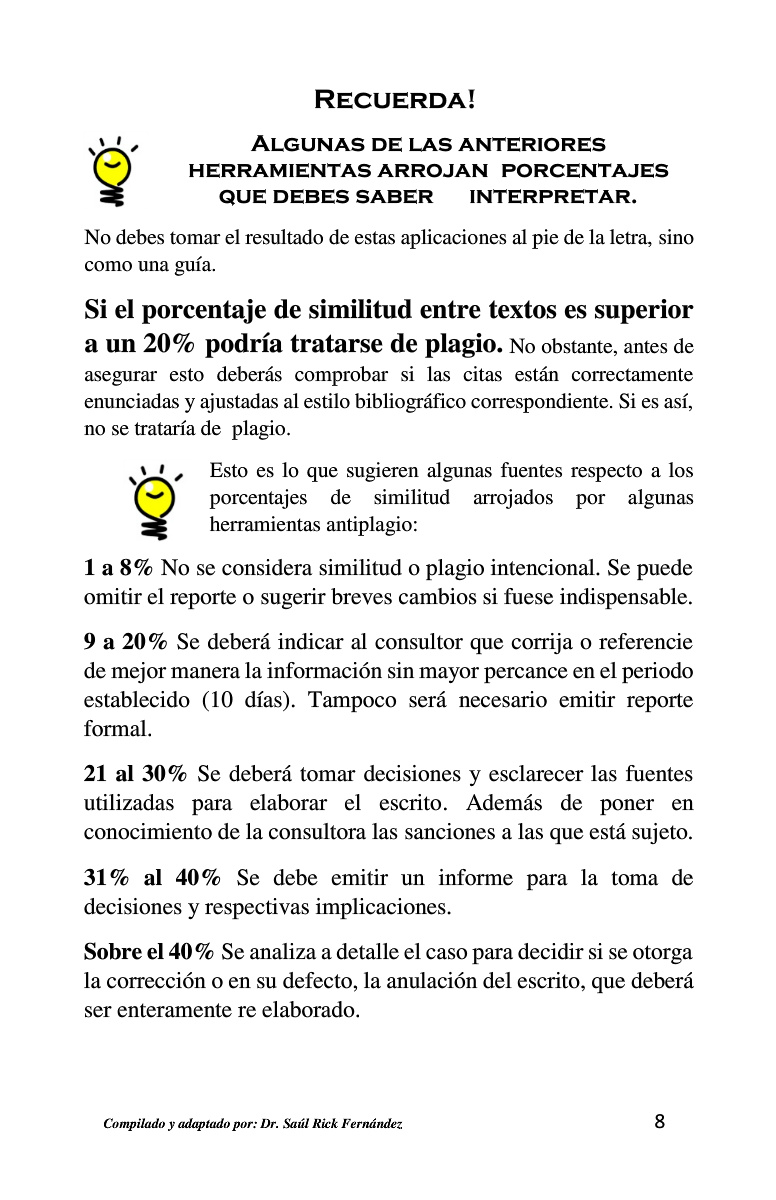 RECUERDA!
ALGUNAS DE LAS ANTERIORES
HERRAMIENTAS ARROJAN PORCENTAJES
QUE DEBES SABER INTERPRETAR.
No debes tomar el resultado de estas aplicaciones al pie de la letra, sino
como una guía.
Si el porcentaje de similitud entre textos es superior
a un 20% podría tratarse de plagio. No obstante, antes de
asegurar esto deberás comprobar si las citas están correctamente
enunciadas y ajustadas al estilo bibliográfico correspondiente. Si es así,
no se trataría de plagio.
Esto es lo que sugieren algunas fuentes respecto a los
porcentajes de similitud arrojados por algunas
herramientas antiplagio:
1 a 8% No se considera similitud o plagio intencional. Se puede
omitir el reporte o sugerir breves cambios si fuese indispensable.
9 a 20% Se deberá indicar al consultor que corrija o referencie
de mejor manera la información sin mayor percance en el periodo
establecido (10 días). Tampoco será necesario emitir reporte
formal.
21 al 30% Se deberá tomar decisiones y esclarecer las fuentes
utilizadas para elaborar el escrito. Además de poner en
conocimiento de la consultora las sanciones a las que está sujeto.
31% al 40% Se debe emitir un informe para la toma de
decisiones y respectivas implicaciones.
Sobre el 40% Se analiza a detalle el caso para decidir si se otorga
la corrección o en su defecto, la anulación del escrito, que deberá
ser enteramente re elaborado.
Compilado y adaptado por: Dr. Saúl Rick Fernández 8